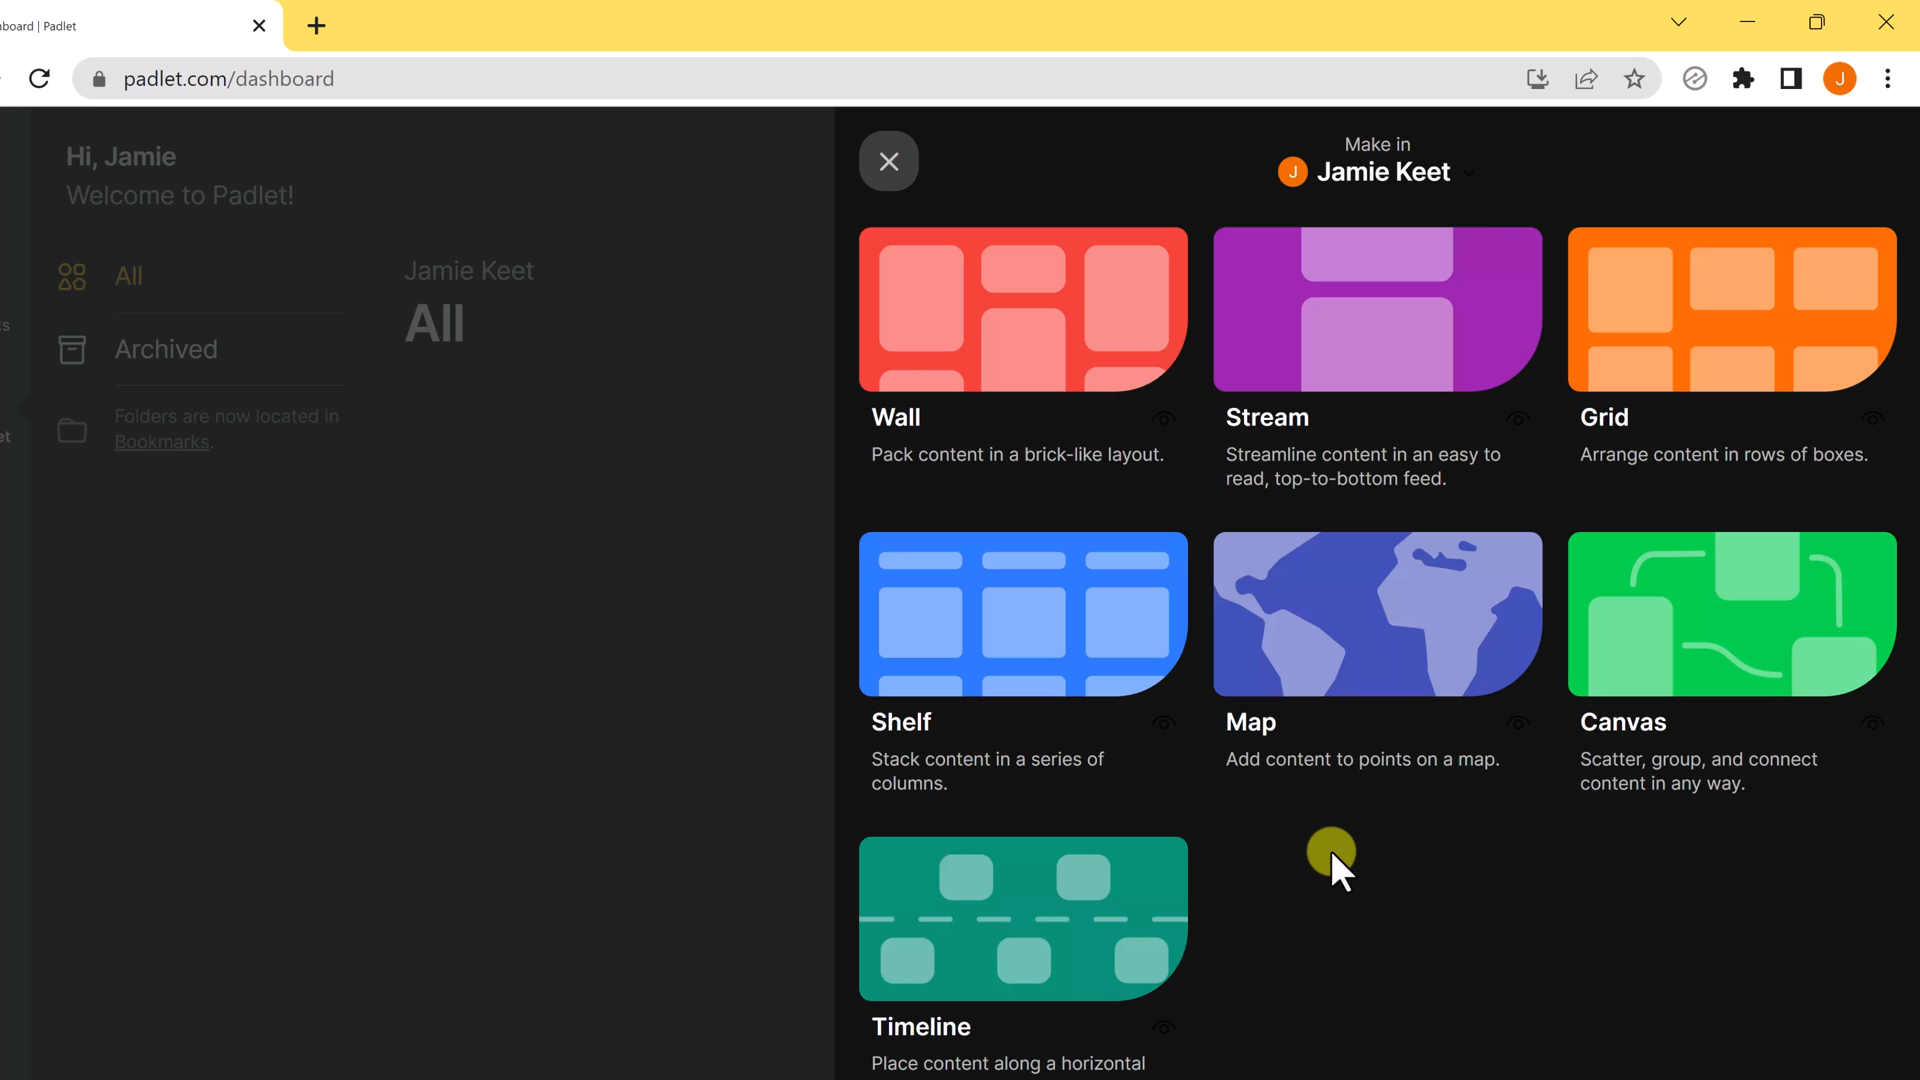 board | Padlet
padlet.com/dashboard
J
Hi, Jamie
Welcome to Padlet!
All
Archived
Folders are now located in
Bookmarks.
Jamie Keet
All
Make in
J Jamie Keet
Wall
Pack content in a brick-like layout.
Stream
Streamline content in an easy to
read, top-to-bottom feed.
Grid
Arrange content in rows of boxes.
Shelf
Stack content in a series of
columns.
Map
Add content to points on a map.
Canvas
Scatter, group, and connect
content in any way.
Timeline
Place content along a horizontal